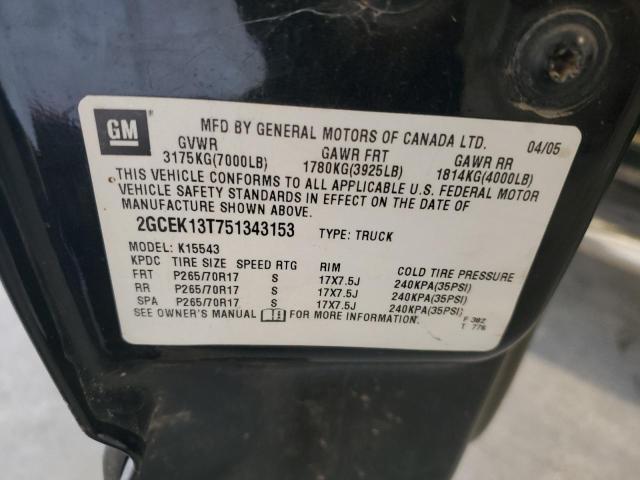 GM
MFD BY GENERAL MOTORS OF CANADA LTD. 04/05
GVWR GAWR FRT GAWR RR
3175KG(7000LB) 1780KG(3925LB) 1814KG(4000LB)
THIS VEHICLE CONFORMS TO ALL APPLICABLE U.S. FEDERAL MOTOR
VEHICLE SAFETY STANDARDS IN EFFECT ON THE DATE OF
MANUFACTURE SHOWN ABOVE.
2GCEK13T751343153 TYPE: TRUCK
MODEL: K15543
KPDC TIRE SIZE SPEED RTG RIM COLD TIRE PRESSURE
FRT P265/70R17 S 17X7.5J 240KPA(35PSI)
RR P265/70R17 S 17X7.5J 240KPA(35PSI)
SPA P265/70R17 S 17X7.5J 240KPA(35PSI)
SEE OWNER'S MANUAL FOR MORE INFORMATION.
F 302
T 776